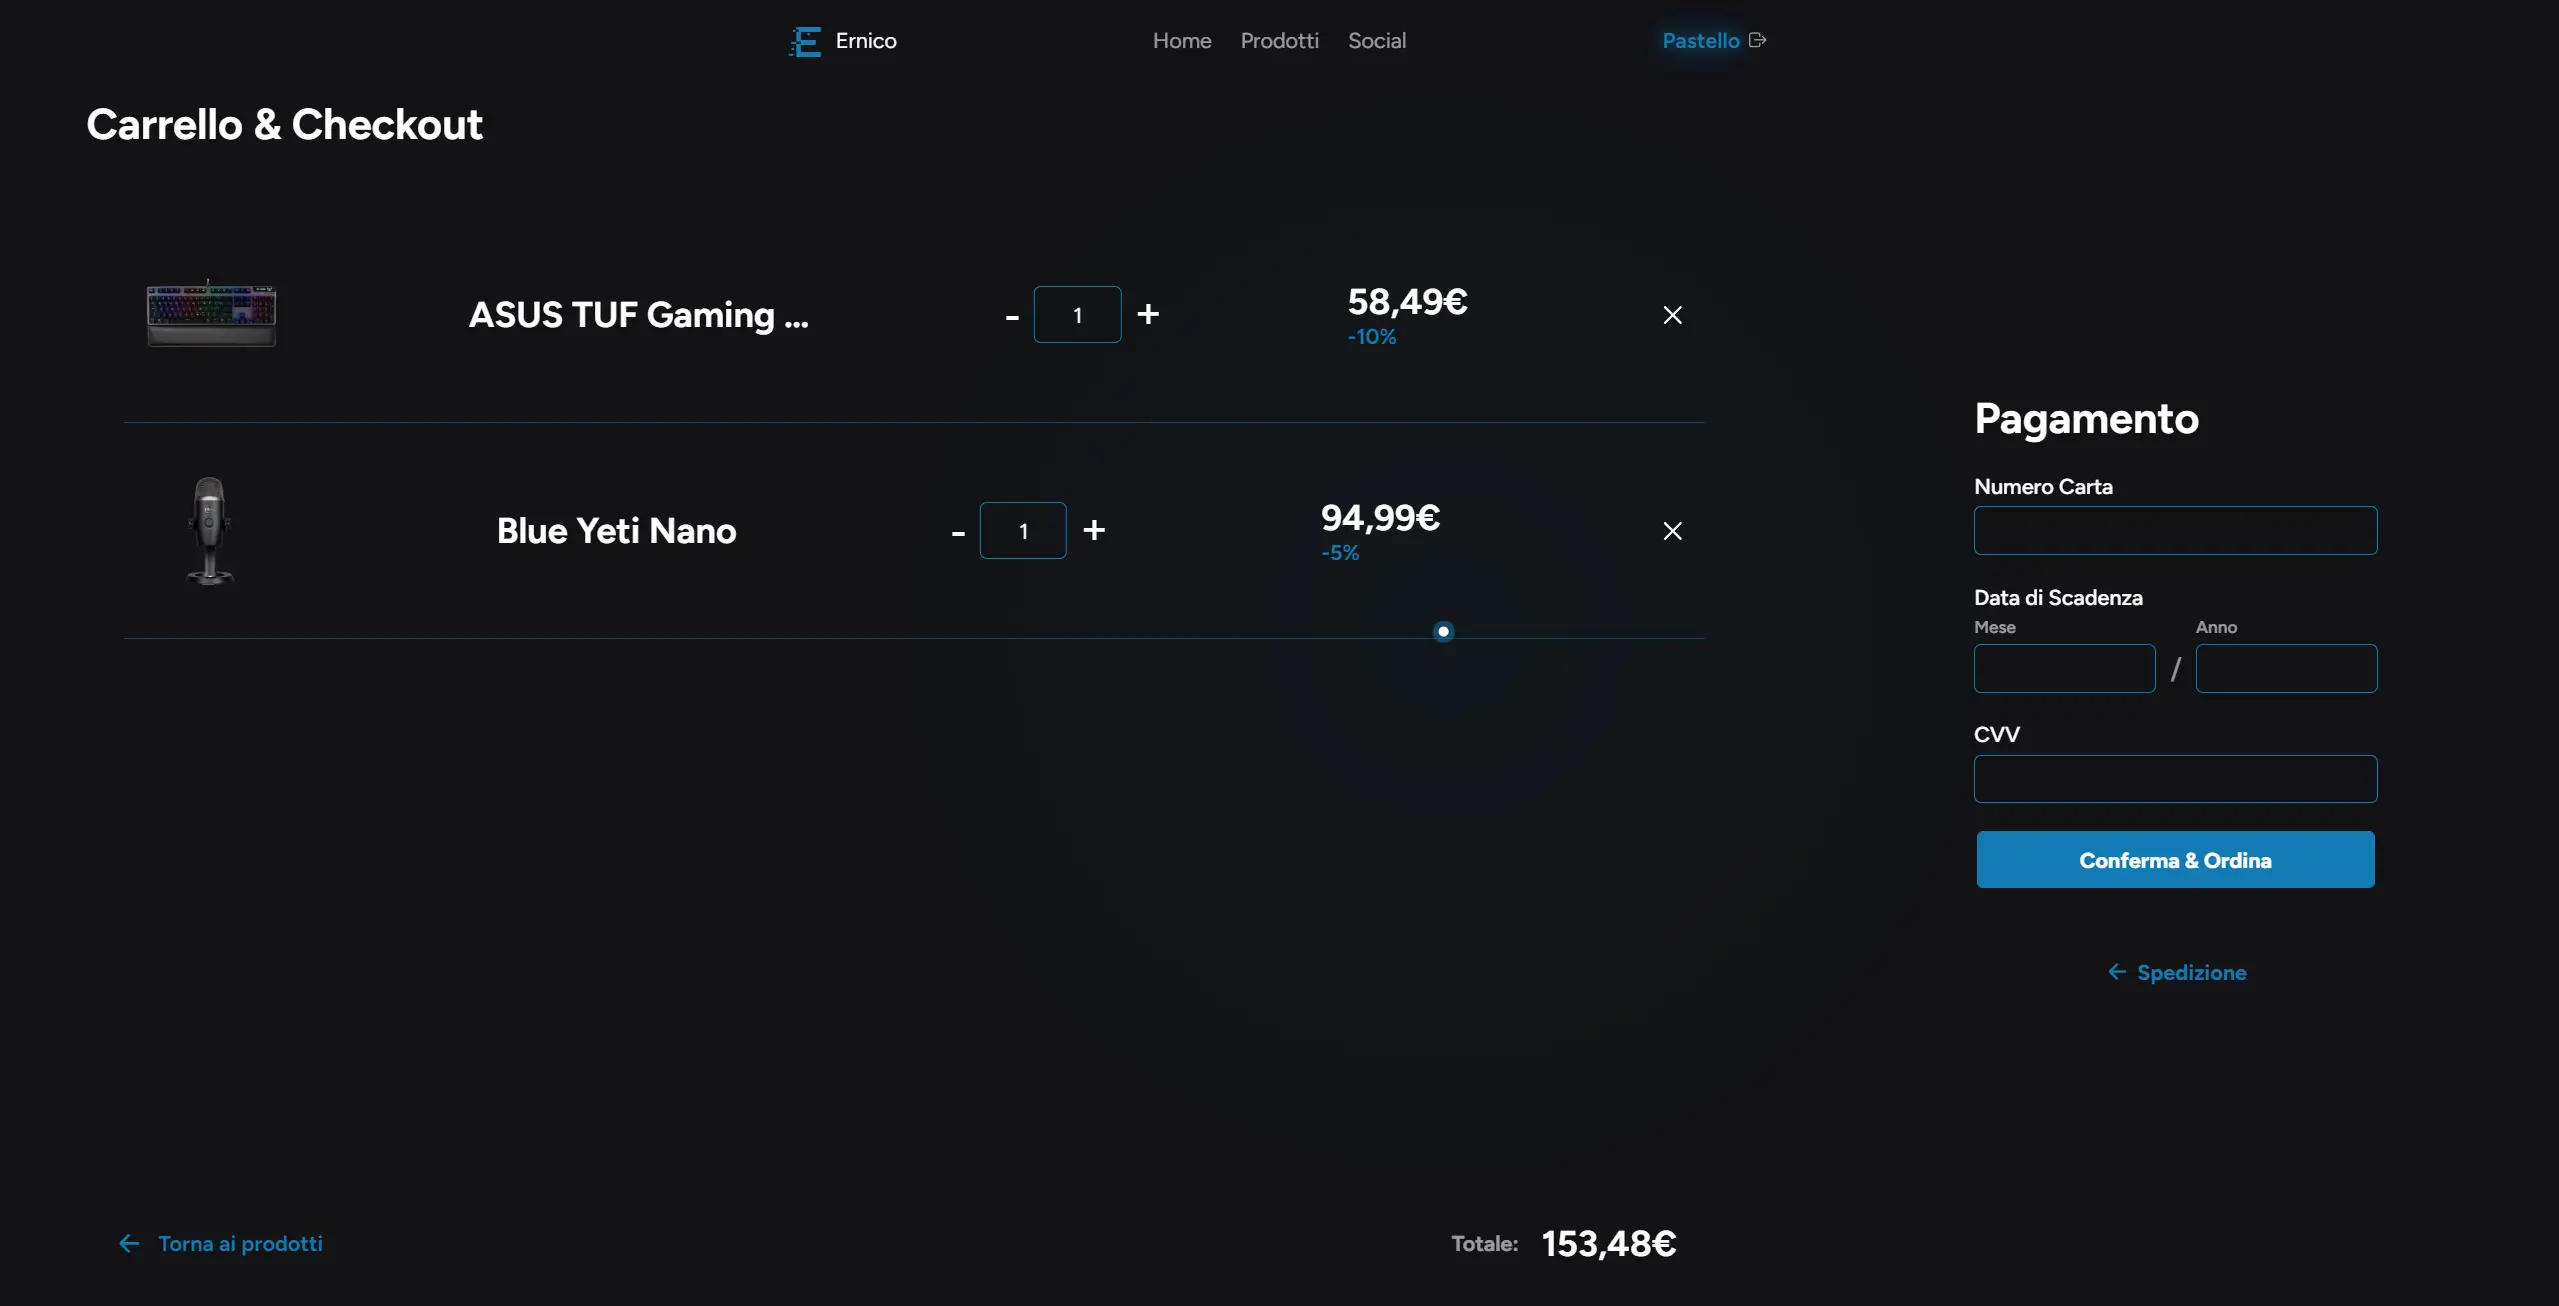 Ernico
Home Prodotti Social
Pastello
Carrello & Checkout
ASUS TUF Gaming ...
- 1 +
58,49€
-10%
Blue Yeti Nano
- 1 +
94,99€
-5%
Pagamento
Numero Carta
Data di Scadenza
Mese Anno
/
CVV
Conferma & Ordina
Spedizione
Torna ai prodotti
Totale: 153,48€